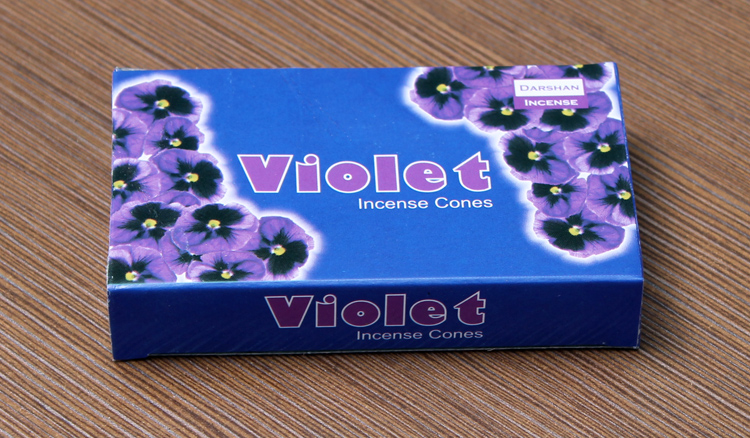 DARSHAN
INCENSE
Violet
Incense Cones
Violet
Incense Cones